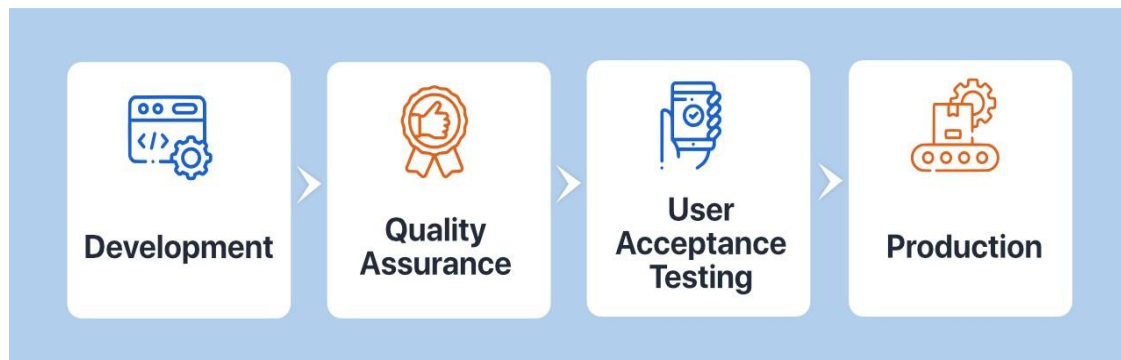 </>
Development
Quality
Assurance
User
Acceptance
Testing
Production